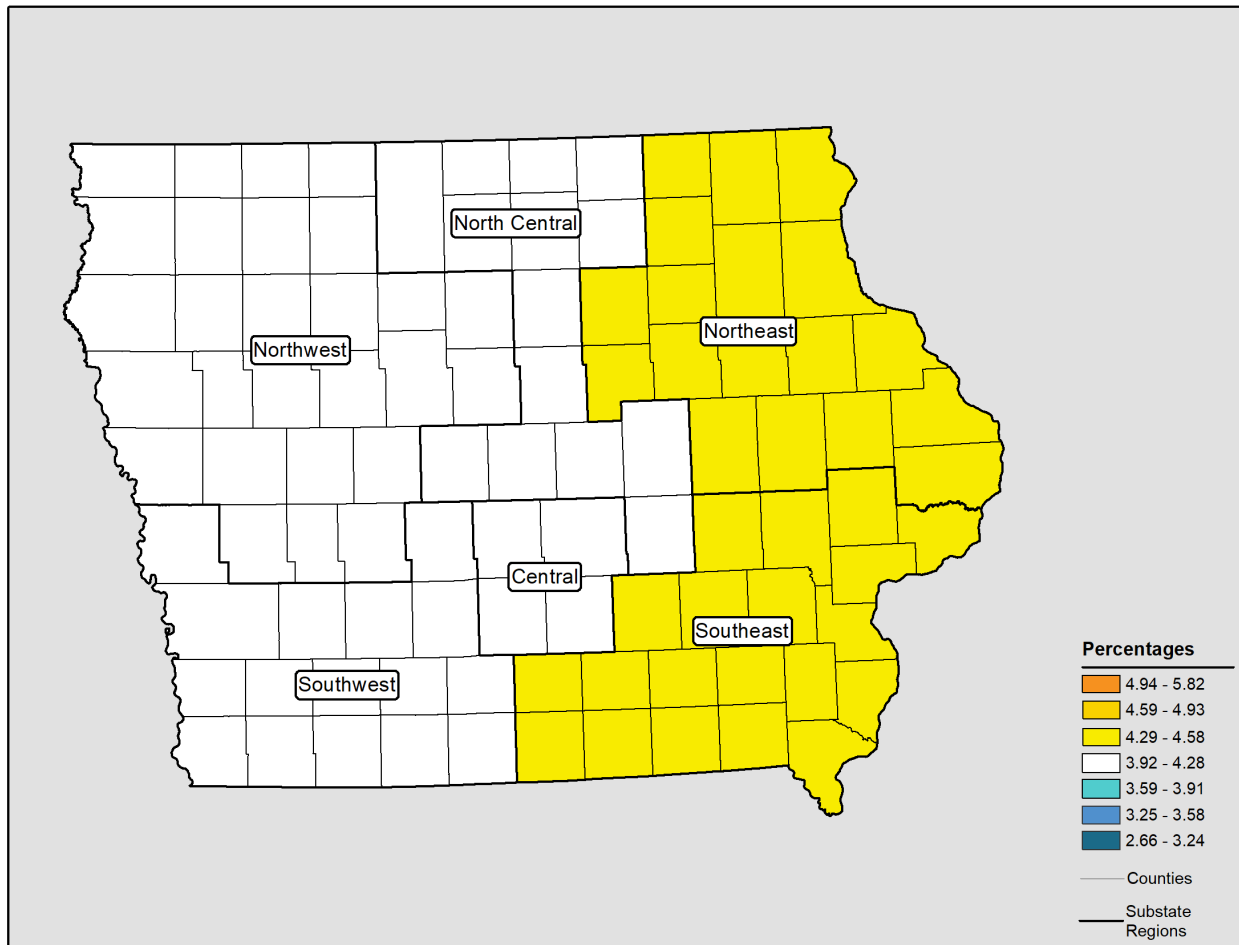 North Central
Northeast
Northwest
Central
Southeast
Southwest
Percentages
4.94 - 5.82
4.59 - 4.93
4.29 - 4.58
3.92 - 4.28
3.59 - 3.91
3.25 - 3.58
2.66 - 3.24
Counties
Substate
Regions